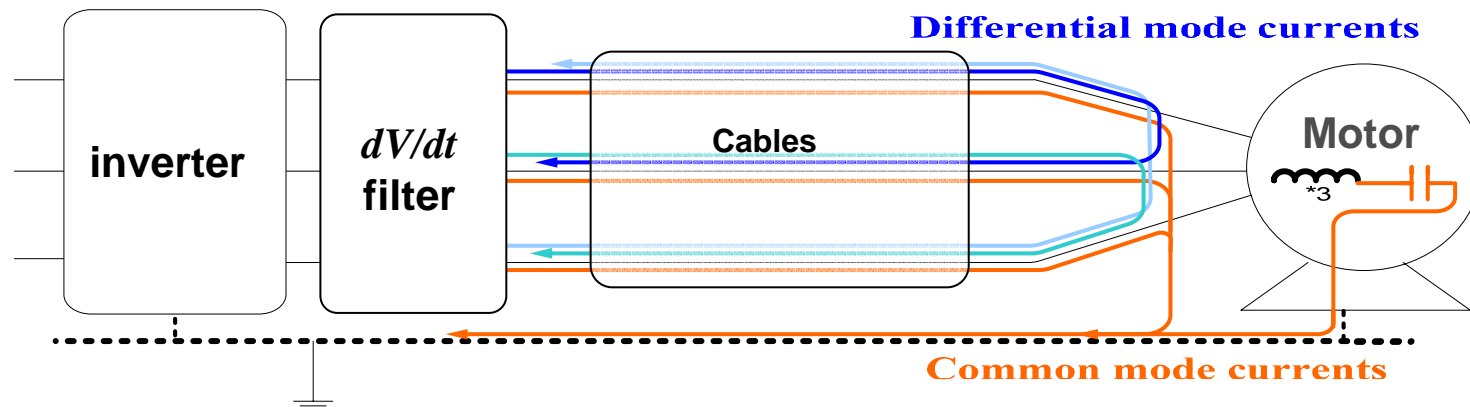 Differential mode currents
inverter
dV/dt
filter
Cables
Motor
*3
Common mode currents